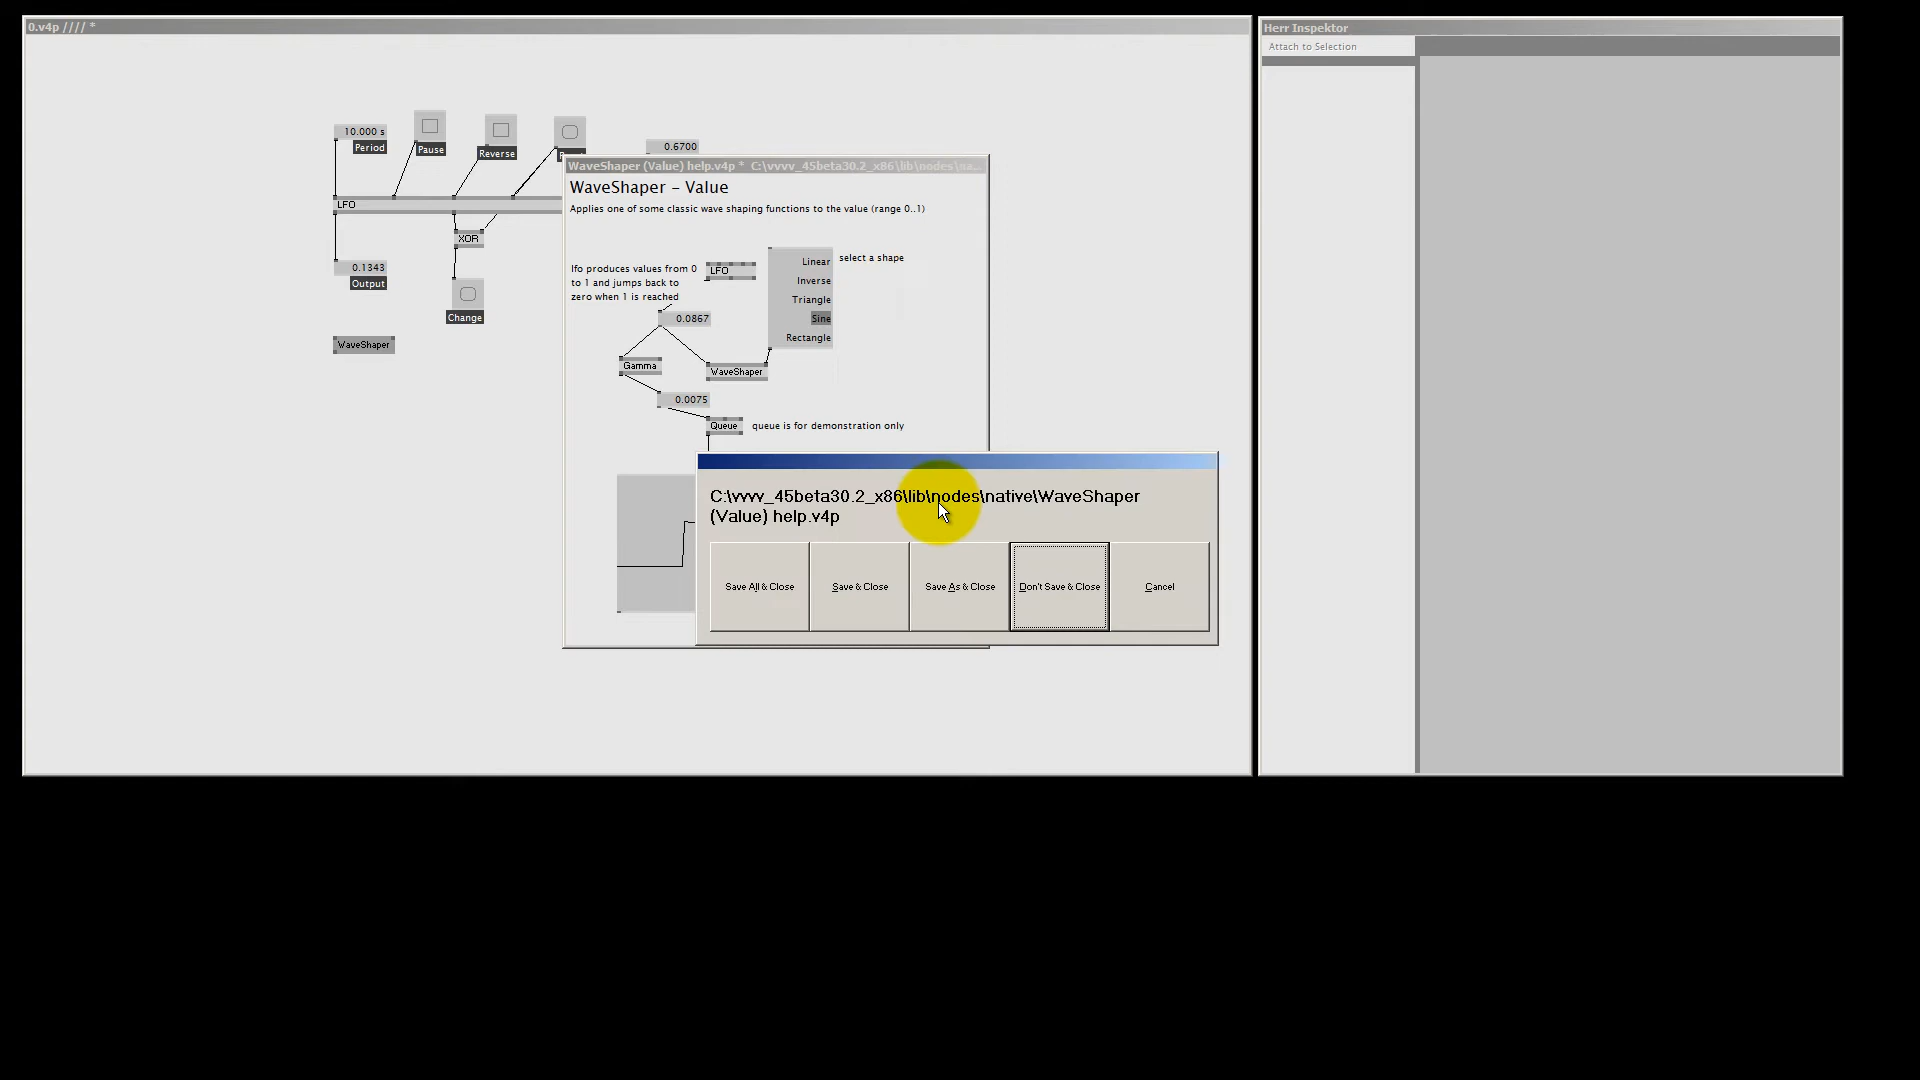 0.v4p //// *
Herr Inspektor
Attach to Selection
10.000 s
Period
Pause
Reverse
0.6700
LFO
XOR
0.1343
Output
Change
WaveShaper
WaveShaper (Value) help.v4p * C:\vvvv_45beta30.2_x86\lib\nodes\na...
WaveShaper – Value
Applies one of some classic wave shaping functions to the value (range 0..1)
lfo produces values from 0
to 1 and jumps back to
zero when 1 is reached
LFO
Linear
Inverse
Triangle
Sine
Rectangle
select a shape
0.0867
Gamma
WaveShaper
0.0075
Queue
queue is for demonstration only
C:\vvvv_45beta30.2_x86\lib\nodes\native\WaveShaper
(Value) help.v4p
Save All & Close
Save & Close
Save As & Close
Don't Save & Close
Cancel